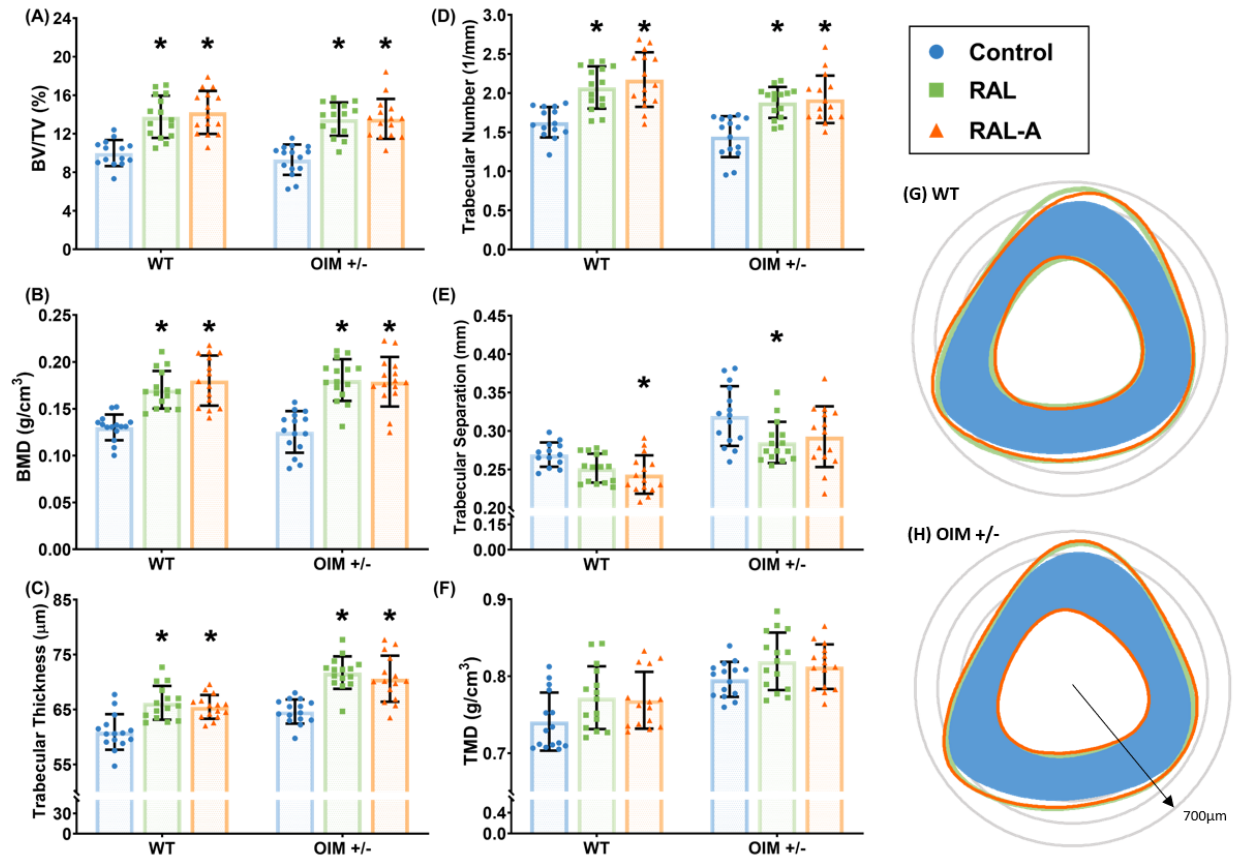 (A)
BV/TV (%)
24
20
16
12
8
4
0
* * * *
WT OIM +/-
(D)
Trabecular Number (1/mm)
3.0
2.5
2.0
1.5
1.0
0.5
0.0
* * * *
WT OIM +/-
Control
RAL
RAL-A
(B)
BMD (g/cm³)
0.25
0.20
0.15
0.10
0.05
0.00
* * * *
WT OIM +/-
(E)
Trabecular Separation (mm)
0.45
0.40
0.35
0.30
0.25
0.20
0.15
0.00
* *
WT OIM +/-
(C)
Trabecular Thickness (μm)
85
75
65
55
30
0
* * * *
WT OIM +/-
(F)
TMD (g/cm³)
0.9
0.8
0.7
0.4
0.0
WT OIM +/-
(G) WT
(H) OIM +/-
700μm